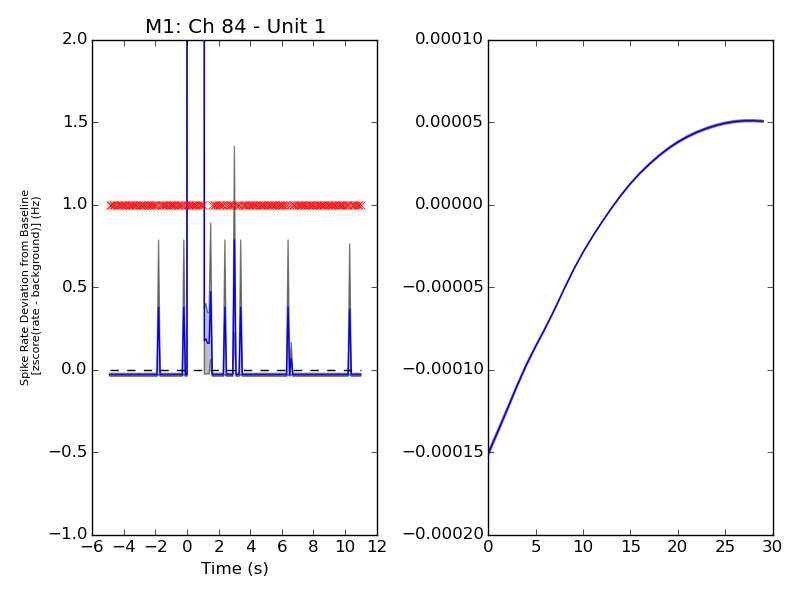 M1: Ch 84 - Unit 1
2.0
1.5
1.0
0.5
0.0
−0.5
−1.0
Spike Rate Deviation from Baseline
[zscore(rate - background)] (Hz)
−6 −4 −2 0 2 4 6 8 10 12
Time (s)
0.00010
0.00005
0.00000
−0.00005
−0.00010
−0.00015
−0.00020
0 5 10 15 20 25 30